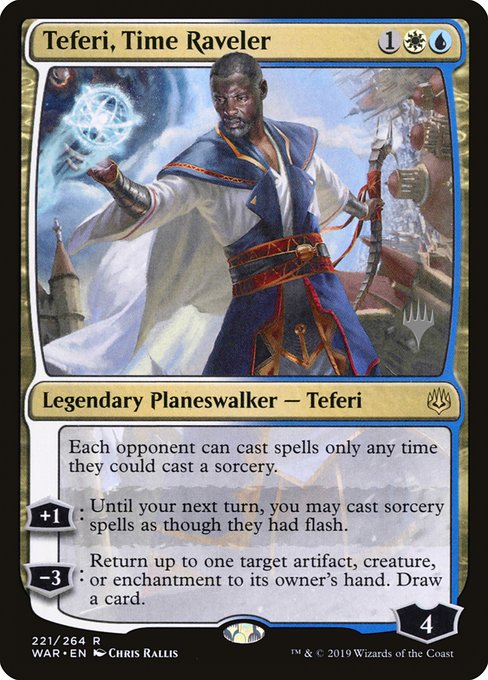 Teferi, Time Raveler 1
Legendary Planeswalker — Teferi
Each opponent can cast spells only any time
they could cast a sorcery.
+1 : Until your next turn, you may cast sorcery
spells as though they had flash.
-3 : Return up to one target artifact, creature,
or enchantment to its owner's hand. Draw
a card.
4
221/264 R
WAR • EN Chris Rallis ™ & © 2019 Wizards of the Coast